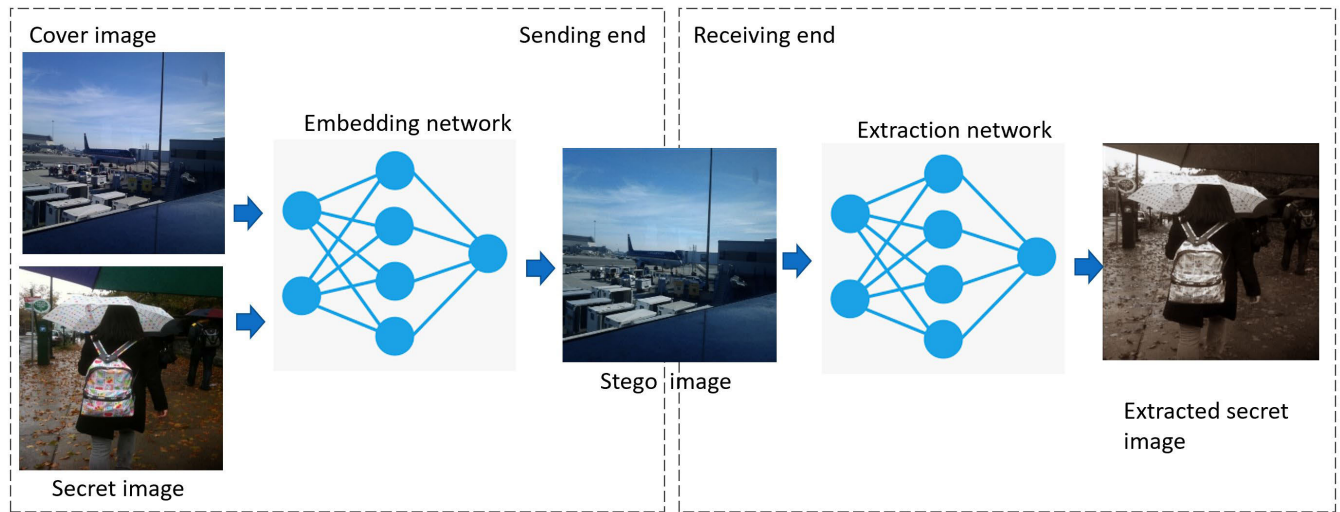 Cover image
Sending end
Receiving end
Embedding network
Extraction network
Stego image
Extracted secret
image
Secret image